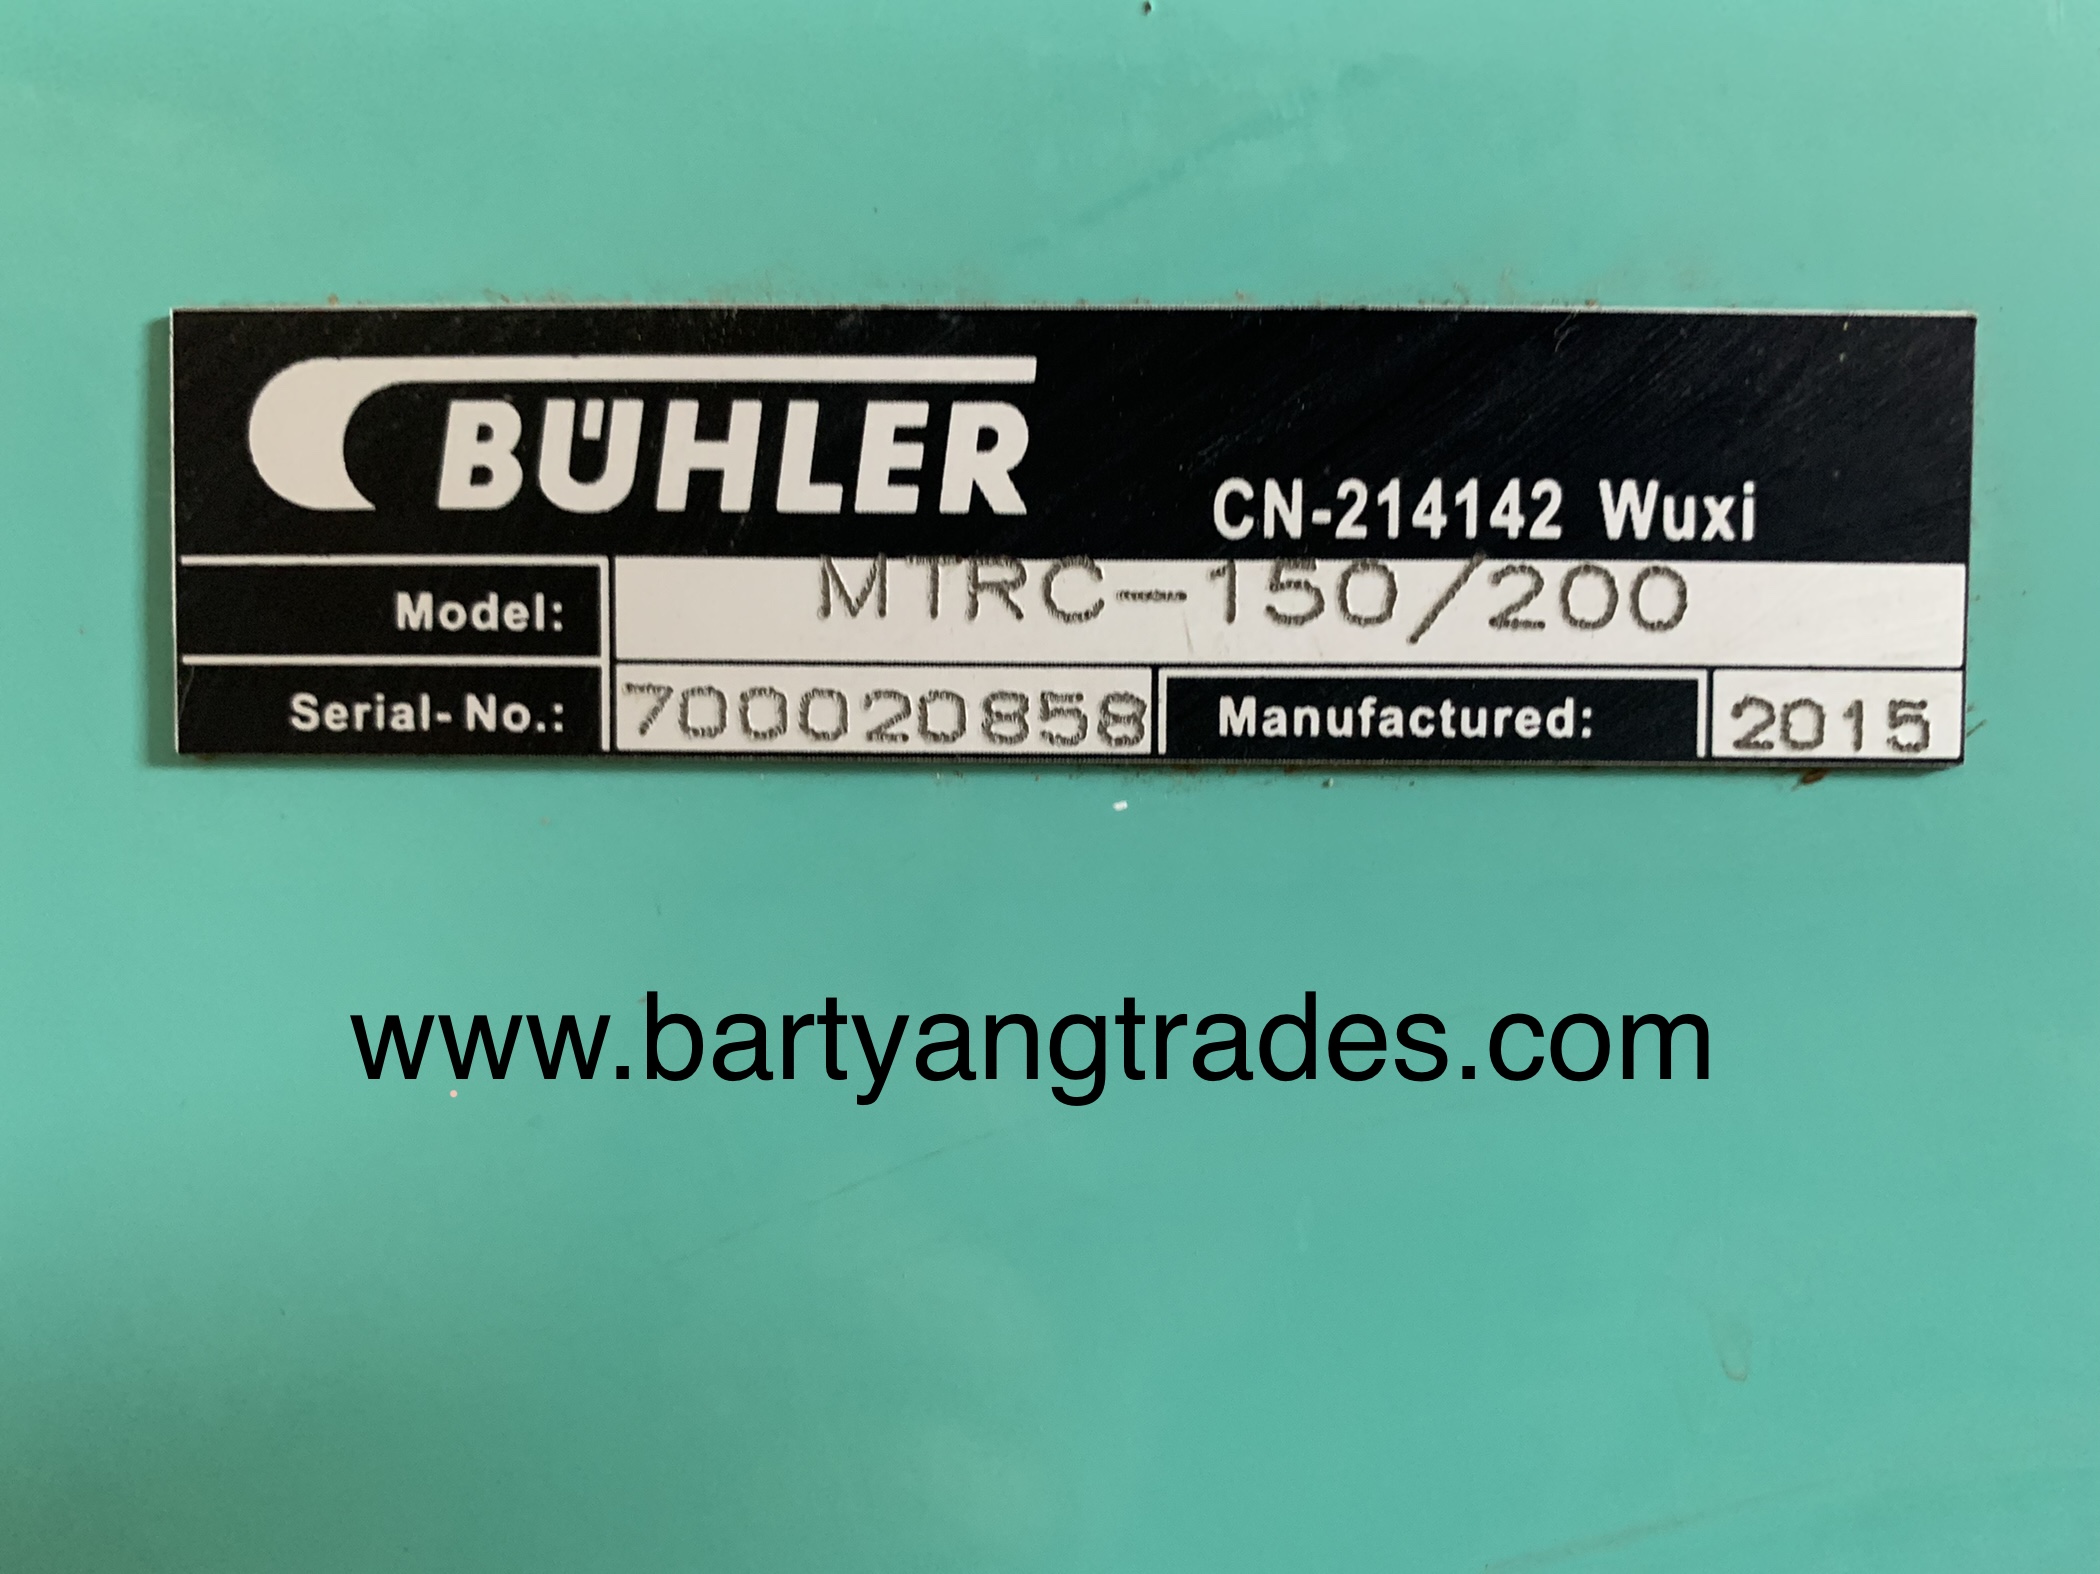 BÜHLER
CN-214142 Wuxi
Model: MTRC-150/200
Serial-No.: 700020858 Manufactured: 2015
www.bartyangtrades.com